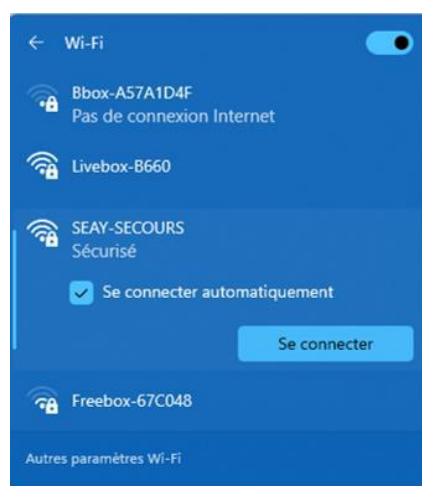 Wi-Fi
Bbox-A57A1D4F
Pas de connexion Internet
Livebox-B660
SEAY-SECOURS
Sécurisé
Se connecter automatiquement
Se connecter
Freebox-67C048
Autres paramètres Wi-Fi